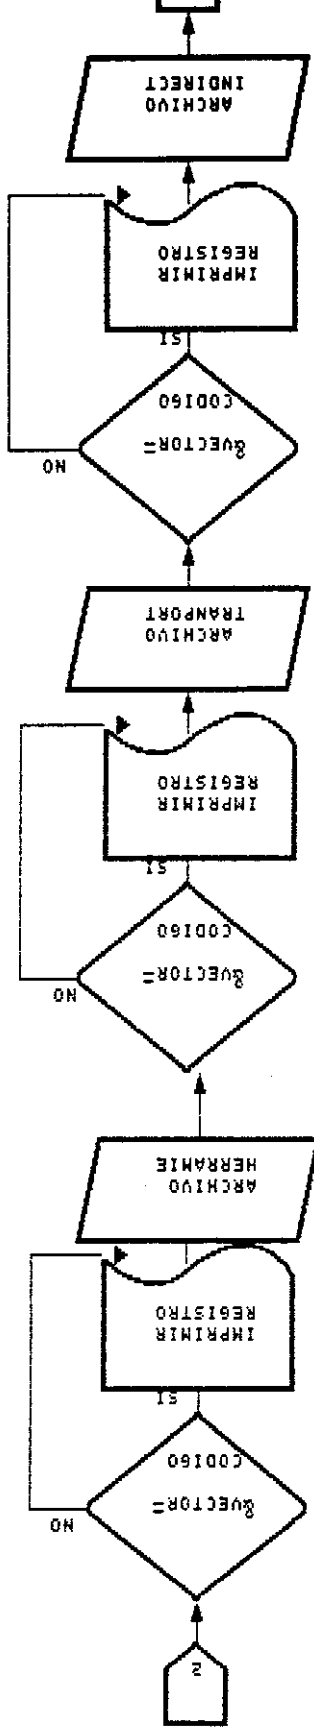 2
&VECTOR=
CODIGO
NO
SI
IMPRIMIR
REGISTRO
ARCHIVO
HERRAMIE
&VECTOR=
CODIGO
NO
SI
IMPRIMIR
REGISTRO
ARCHIVO
TRANPORT
&VECTOR=
CODIGO
NO
SI
IMPRIMIR
REGISTRO
ARCHIVO
INDIRECT